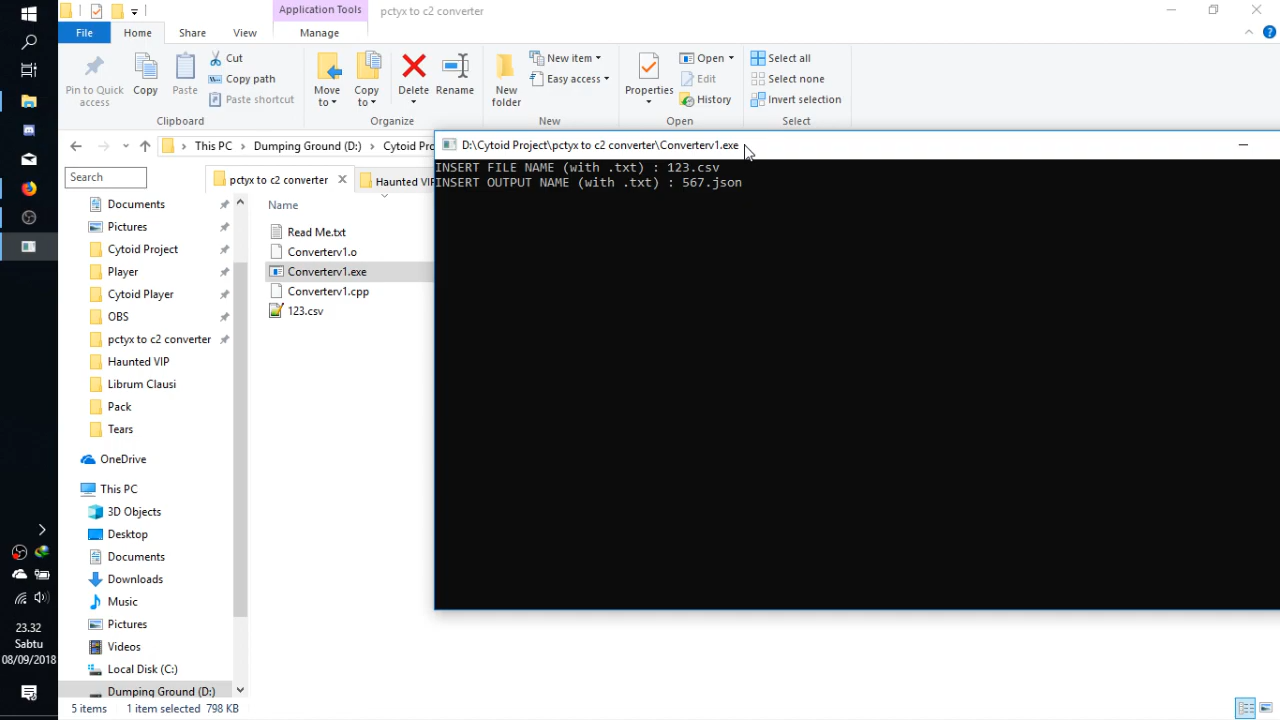 Application Tools
pctyx to c2 converter
File
Home
Share
View
Manage
Pin to Quick access
Copy
Paste
Cut
Copy path
Paste shortcut
Clipboard
Move to
Copy to
Delete
Rename
Organize
New folder
New item
Easy access
New
Properties
Open
Edit
History
Open
Select all
Select none
Invert selection
Select
This PC
Dumping Ground (D:)
Cytoid Pro
Search
pctyx to c2 converter
Haunted VIP
D:\Cytoid Project\pctyx to c2 converter\Converterv1.exe
INSERT FILE NAME (with .txt) : 123.csv
INSERT OUTPUT NAME (with .txt) : 567.json
Name
Read Me.txt
Converterv1.o
Converterv1.exe
Converterv1.cpp
123.csv
Documents
Pictures
Cytoid Project
Player
Cytoid Player
OBS
pctyx to c2 converter
Haunted VIP
Librum Clausi
Pack
Tears
OneDrive
This PC
3D Objects
Desktop
Documents
Downloads
Music
Pictures
Videos
Local Disk (C:)
Dumping Ground (D:)
5 items
1 item selected 798 KB
23.32
Sabtu
08/09/2018